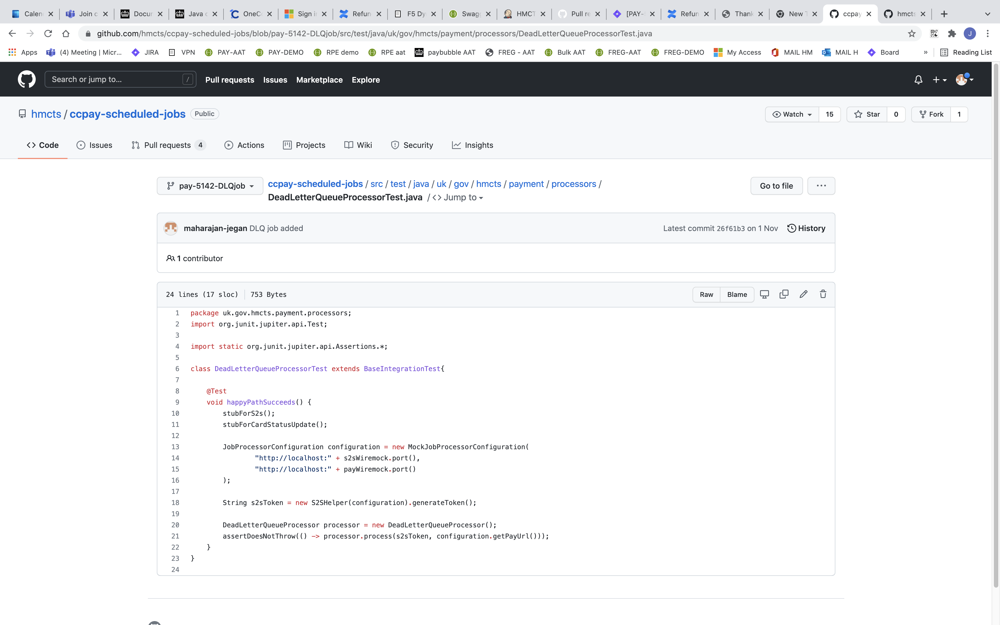 Calen Join c Docur Java c OneCo Sign i Refun F5 Dy Swag HMCT Pull re [PAY- Refun Thank New T ccpay hmcts
github.com/hmcts/ccpay-scheduled-jobs/blob/pay-5142-DLQjob/src/test/java/uk/gov/hmcts/payment/processors/DeadLetterQueueProcessorTest.java J
Apps (4) Meeting | Micr... JIRA VPN PAY-AAT PAY-DEMO RPE demo RPE aat paybubble AAT FREG - AAT Bulk AAT FREG-AAT FREG-DEMO My Access MAIL HM MAIL H Board » Reading List
Search or jump to... / Pull requests Issues Marketplace Explore
hmcts / ccpay-scheduled-jobs Public Watch 15 Star 0 Fork 1
Code Issues Pull requests 4 Actions Projects Wiki Security Insights
pay-5142-DLQjob ccpay-scheduled-jobs / src / test / java / uk / gov / hmcts / payment / processors / Go to file ...
DeadLetterQueueProcessorTest.java / <> Jump to
maharajan-jegan DLQ job added Latest commit 26f61b3 on 1 Nov History
1 contributor
24 lines (17 sloc) 753 Bytes Raw Blame
1 package uk.gov.hmcts.payment.processors;
2 import org.junit.jupiter.api.Test;
3
4 import static org.junit.jupiter.api.Assertions.*;
5
6 class DeadLetterQueueProcessorTest extends BaseIntegrationTest{
7
8 @Test
9 void happyPathSucceeds() {
10 stubForS2s();
11 stubForCardStatusUpdate();
12
13 JobProcessorConfiguration configuration = new MockJobProcessorConfiguration(
14 "http://localhost:" + s2sWiremock.port(),
15 "http://localhost:" + payWiremock.port()
16 );
17
18 String s2sToken = new S2SHelper(configuration).generateToken();
19
20 DeadLetterQueueProcessor processor = new DeadLetterQueueProcessor();
21 assertDoesNotThrow(() -> processor.process(s2sToken, configuration.getPayUrl()));
22 }
23 }
24